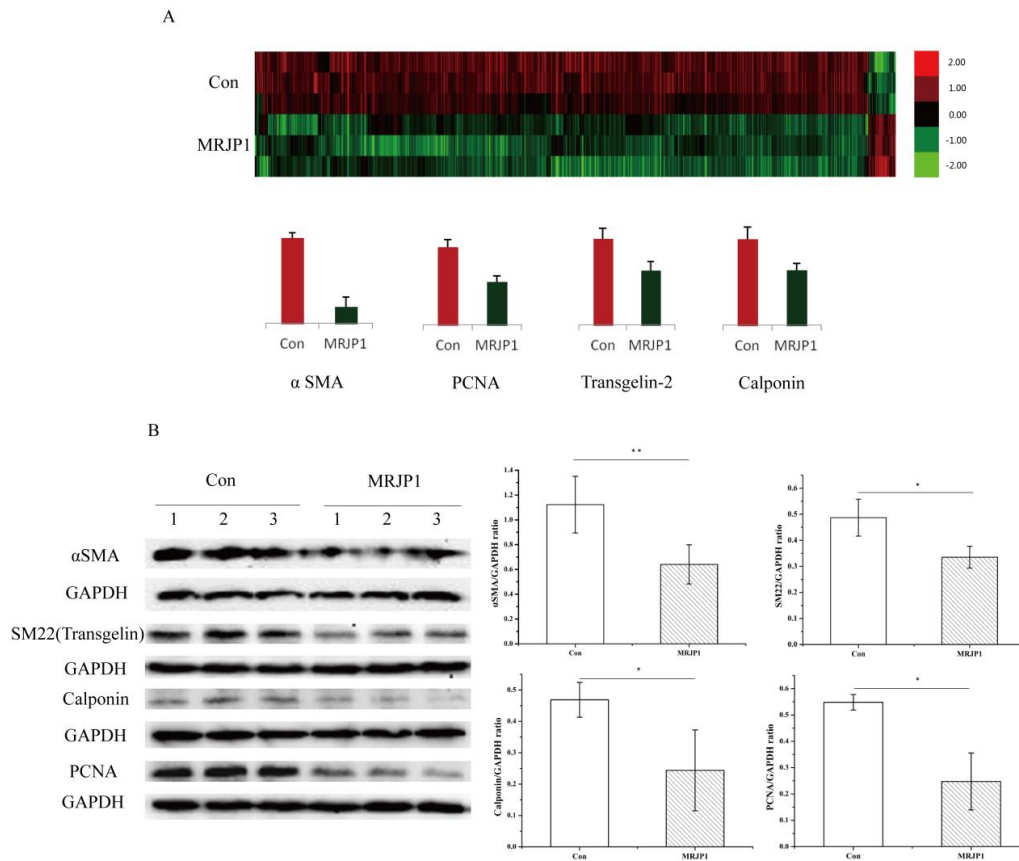 A
Con
MRJP1
2.00
1.00
0.00
-1.00
-2.00
Con MRJP1
α SMA
Con MRJP1
PCNA
Con MRJP1
Transgelin-2
Con MRJP1
Calponin
B
Con MRJP1
1 2 3 1 2 3
αSMA
GAPDH
SM22(Transgelin)
GAPDH
Calponin
GAPDH
PCNA
GAPDH
**
αSMA/GAPDH ratio
1.4
1.2
1.0
0.8
0.6
0.4
0.2
0.0
Con MRJP1
*
SM22/GAPDH ratio
0.6
0.5
0.4
0.3
0.2
0.1
0.0
Con MRJP1
*
Calponin/GAPDH ratio
0.5
0.4
0.3
0.2
0.1
0.0
Con MRJP1
*
PCNA/GAPDH ratio
0.6
0.5
0.4
0.3
0.2
0.1
0.0
Con MRJP1